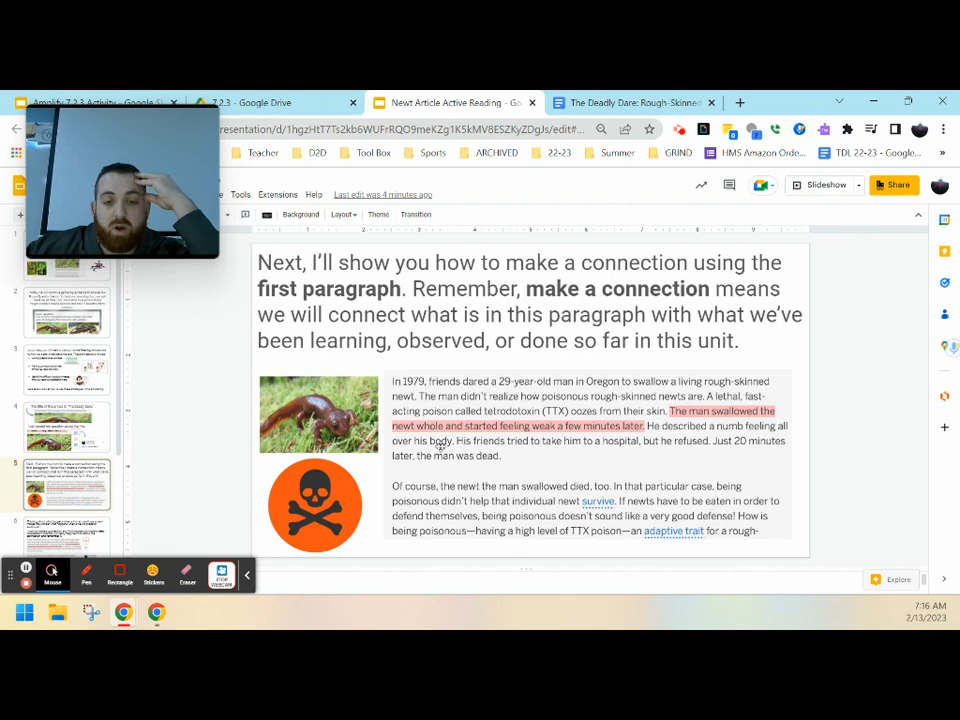 Amplify 7.2.3 Activity - Google Sl
7.2.3 - Google Drive
Newt Article Active Reading - Go
The Deadly Dare: Rough-Skinned
resentation/d/1hgzHtT7Ts2kb6WUFrRQO9meKZg1K5kMV8ESZKyZDgJs/edit#...
Teacher
D2D
Tool Box
Sports
ARCHIVED
22-23
Summer
GRIND
HMS Amazon Orde...
TDL 22-23 - Google...
Tools
Extensions
Help
Last edit was 4 minutes ago
Slideshow
Share
Background
Layout
Theme
Transition
Next, I'll show you how to make a connection using the
first paragraph. Remember, make a connection means
we will connect what is in this paragraph with what we've
been learning, observed, or done so far in this unit.
In 1979, friends dared a 29-year-old man in Oregon to swallow a living rough-skinned
newt. The man didn't realize how poisonous rough-skinned newts are. A lethal, fast-
acting poison called tetrodotoxin (TTX) oozes from their skin. The man swallowed the
newt whole and started feeling weak a few minutes later. He described a numb feeling all
over his body. His friends tried to take him to a hospital, but he refused. Just 20 minutes
later, the man was dead.
Of course, the newt the man swallowed died, too. In that particular case, being
poisonous didn't help that individual newt survive. If newts have to be eaten in order to
defend themselves, being poisonous doesn't sound like a very good defense! How is
being poisonous—having a high level of TTX poison—an adaptive trait for a rough-
Mouse
Pen
Rectangle
Stickers
Eraser
STOP
WEBCAM
Explore
7:16 AM
2/13/2023